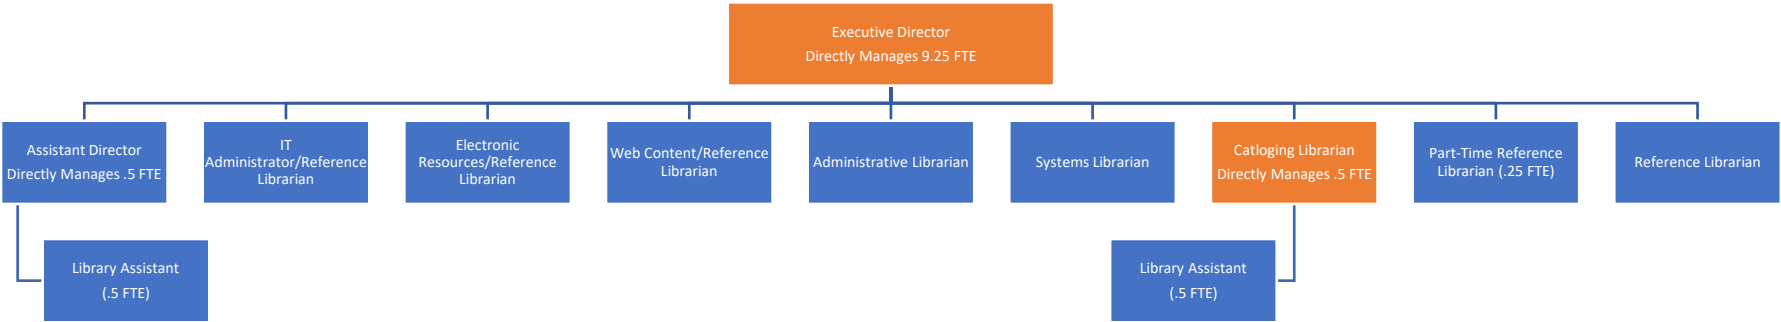 Executive Director
Directly Manages 9.25 FTE
Assistant Director
Directly Manages .5 FTE
IT
Administrator/Reference
Librarian
Electronic
Resources/Reference
Librarian
Web Content/Reference
Librarian
Administrative Librarian
Systems Librarian
Catloging Librarian
Directly Manages .5 FTE
Part-Time Reference
Librarian (.25 FTE)
Reference Librarian
Library Assistant
(.5 FTE)
Library Assistant
(.5 FTE)